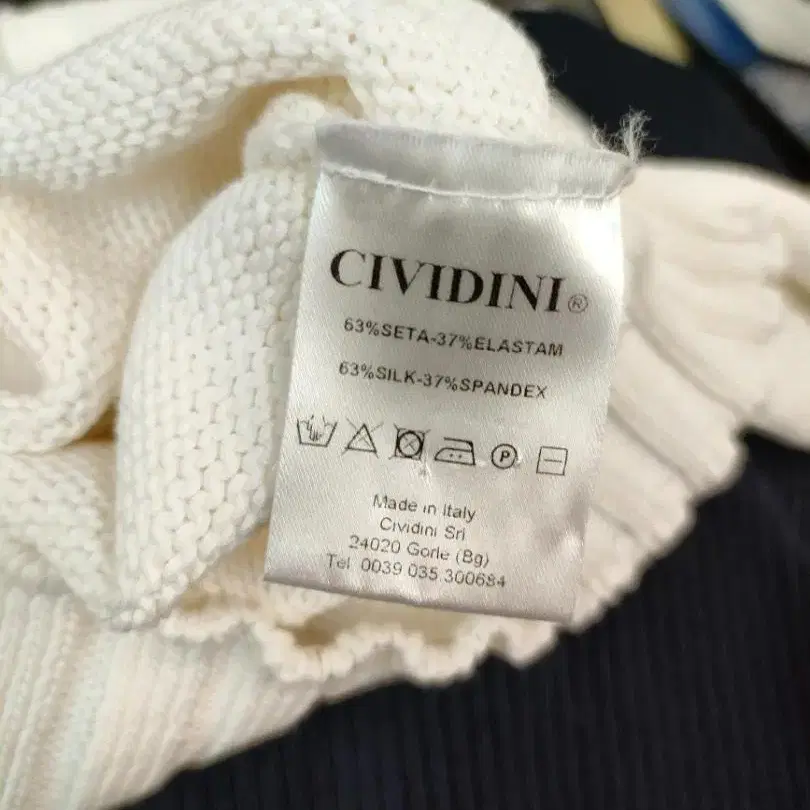 CIVIDINI®
63%SETA-37%ELASTAM
63%SILK-37%SPANDEX
P
Made in Italy
Cividini Srl
24020 Gorle (Bg)
Tel 0039 035 300684